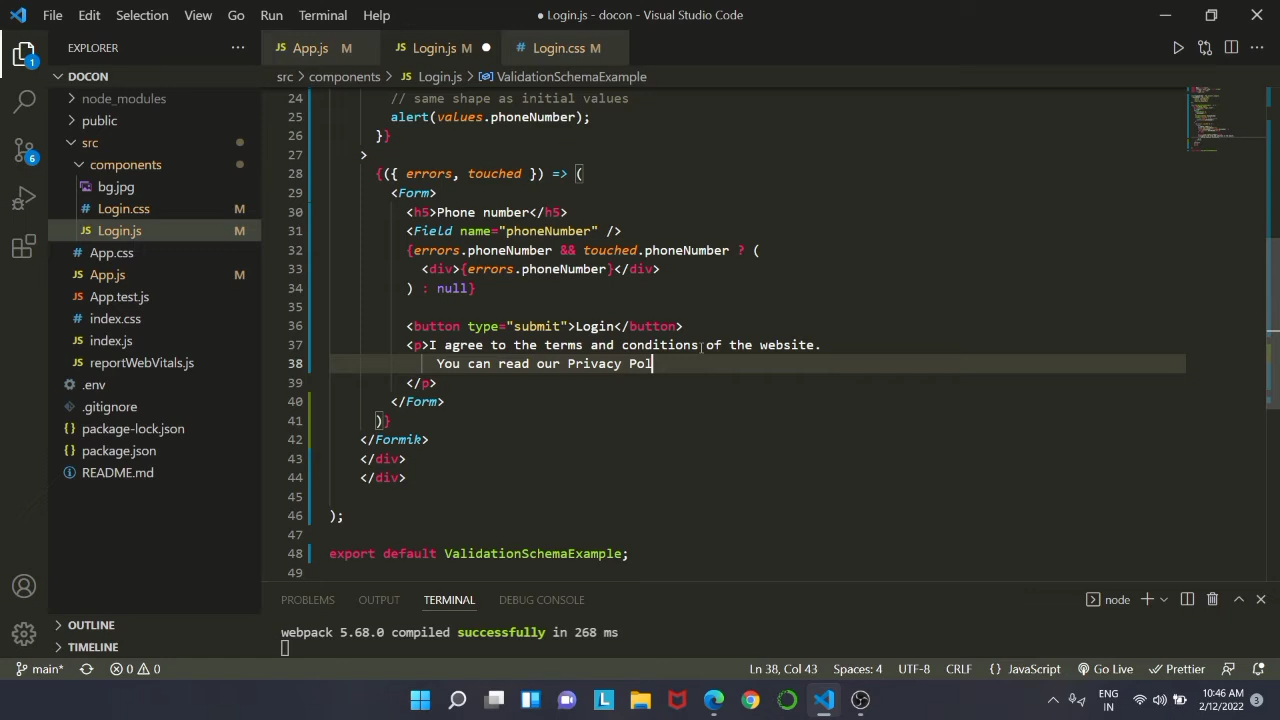 File Edit Selection View Go Run Terminal Help
● Login.js - docon - Visual Studio Code
EXPLORER
App.js M
Login.js M
Login.css M
DOCON
src > components > Login.js > ValidationSchemaExample
node_modules
public
src
components
bg.jpg
Login.css M
Login.js M
App.css
App.js M
App.test.js
index.css
index.js
reportWebVitals.js
.env
.gitignore
package-lock.json
package.json
README.md
OUTLINE
TIMELINE
1
6
24 // same shape as initial values
25 alert(values.phoneNumber);
26 }}
27 >
28 {({ errors, touched }) => (
29 <Form>
30 <h5>Phone number</h5>
31 <Field name="phoneNumber" />
32 {errors.phoneNumber && touched.phoneNumber ? (
33 <div>{errors.phoneNumber}</div>
34 ) : null}
35
36 <button type="submit">Login</button>
37 <p>I agree to the terms and conditions of the website.
38 You can read our Privacy Pol
39 </p>
40 </Form>
41 )}
42 </Formik>
43 </div>
44 </div>
45
46 );
47
48 export default ValidationSchemaExample;
49
PROBLEMS OUTPUT TERMINAL DEBUG CONSOLE
node
webpack 5.68.0 compiled successfully in 268 ms
main* 0 0
Ln 38, Col 43 Spaces: 4 UTF-8 CRLF {} JavaScript Go Live Prettier
L
ENG
IN
10:46 AM
2/12/2022
3